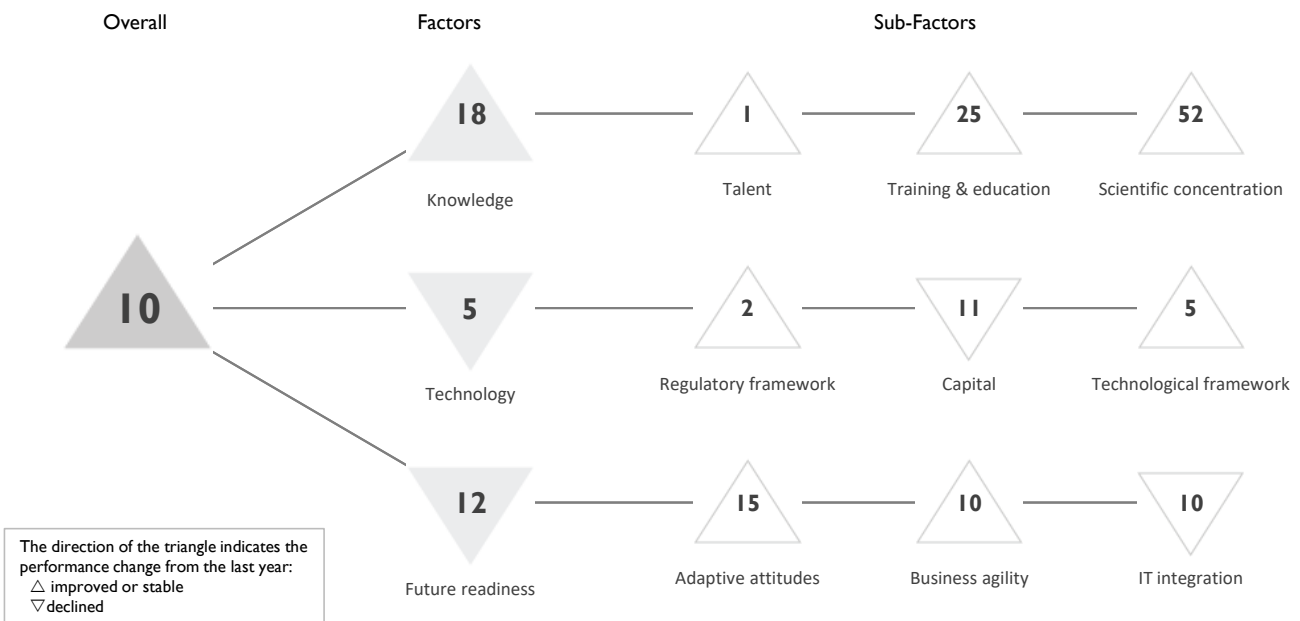 Overall Factors Sub-Factors
18 1 25 52
Knowledge Talent Training & education Scientific concentration
10 5 2 11 5
Technology Regulatory framework Capital Technological framework
12 15 10 10
Future readiness Adaptive attitudes Business agility IT integration
The direction of the triangle indicates the
performance change from the last year:
△ improved or stable
▽ declined